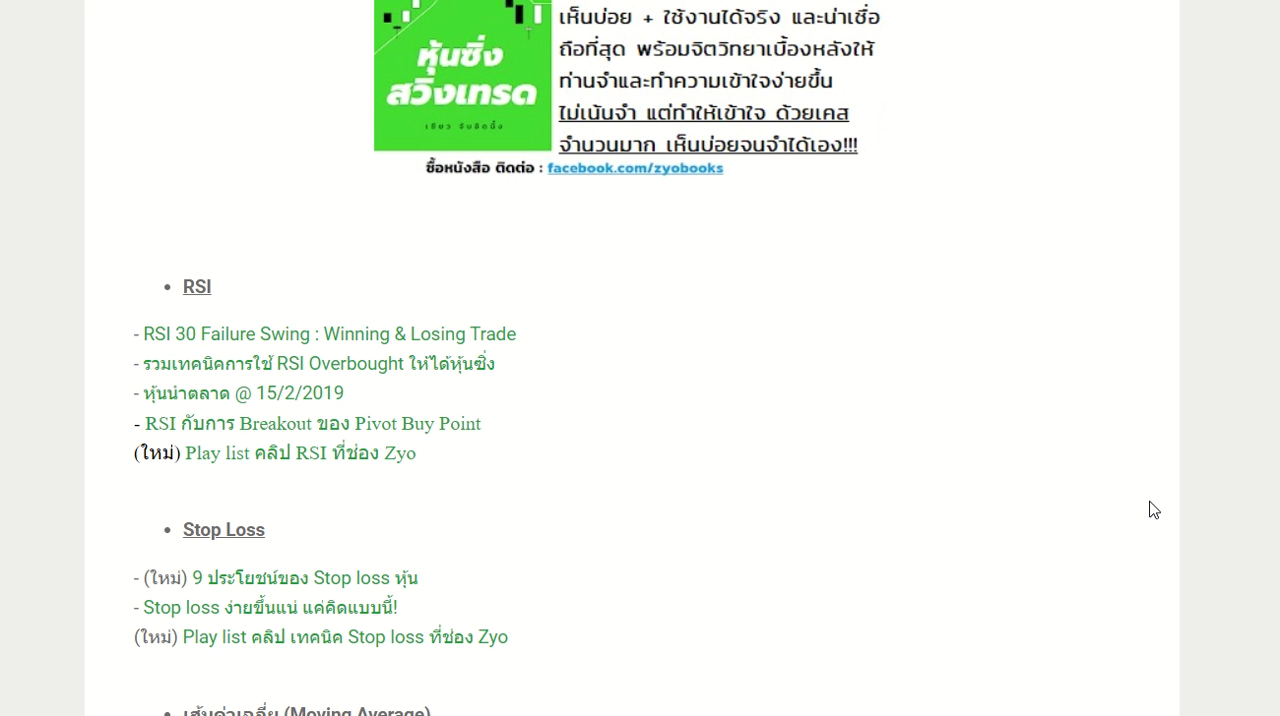 เห็นบ่อย + ใช้งานได้จริง และน่าเชื่อ
ถือที่สุด พร้อมจิตวิทยาเบื้องหลังให้
ท่านจำและทำความเข้าใจง่ายขึ้น
ไม่เน้นจำ แต่ทำให้เข้าใจ ด้วยเคส
จำนวนมาก เห็นบ่อยจนจำได้เอง!!!
หุ้นซิ่ง
สวิงเทรด
ซื้อหนังสือ ติดต่อ : facebook.com/zyobooks
• RSI
- RSI 30 Failure Swing : Winning & Losing Trade
- รวมเทคนิคการใช้ RSI Overbought ให้ได้หุ้นซิ่ง
- หุ้นนำตลาด @ 15/2/2019
- RSI กับการ Breakout ของ Pivot Buy Point
(ใหม่) Play list คลิป RSI ที่ช่อง Zyo
• Stop Loss
- (ใหม่) 9 ประโยชน์ของ Stop loss หุ้น
- Stop loss ง่ายขึ้นแน่ แค่คิดแบบนี้!
(ใหม่) Play list คลิป เทคนิค Stop loss ที่ช่อง Zyo
• เส้นค่าเฉลี่ย (Moving Average)